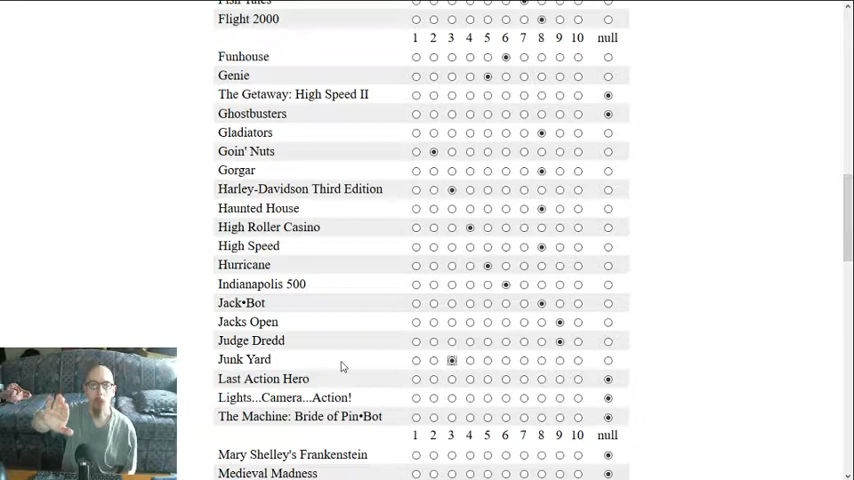 Fish Tales
Flight 2000
1 2 3 4 5 6 7 8 9 10 null
Funhouse
Genie
The Getaway: High Speed II
Ghostbusters
Gladiators
Goin' Nuts
Gorgar
Harley-Davidson Third Edition
Haunted House
High Roller Casino
High Speed
Hurricane
Indianapolis 500
Jack•Bot
Jacks Open
Judge Dredd
Junk Yard
Last Action Hero
Lights...Camera...Action!
The Machine: Bride of Pin•Bot
1 2 3 4 5 6 7 8 9 10 null
Mary Shelley's Frankenstein
Medieval Madness